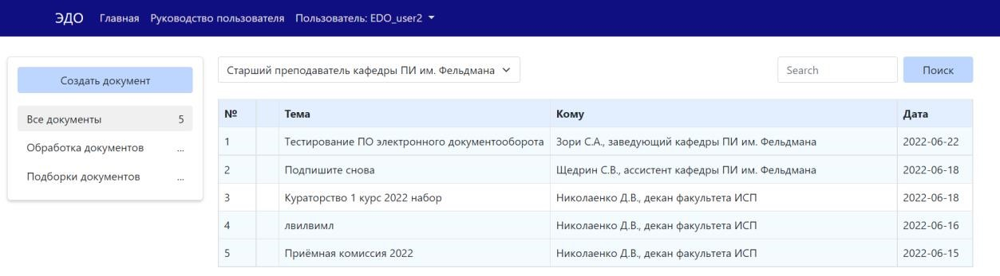 ЭДО Главная Руководство пользователя Пользователь: EDO_user2
Создать документ
Все документы 5
Обработка документов ...
Подборки документов ...
Старший преподаватель кафедры ПИ им. Фельдмана
Search Поиск
№ Тема Кому Дата
1 Тестирование ПО электронного документооборота Зори С.А., заведующий кафедры ПИ им. Фельдмана 2022-06-22
2 Подпишите снова Щедрин С.В., ассистент кафедры ПИ им. Фельдмана 2022-06-18
3 Кураторство 1 курс 2022 набор Николаенко Д.В., декан факультета ИСП 2022-06-18
4 лвилвимл Николаенко Д.В., декан факультета ИСП 2022-06-16
5 Приёмная комиссия 2022 Николаенко Д.В., декан факультета ИСП 2022-06-15